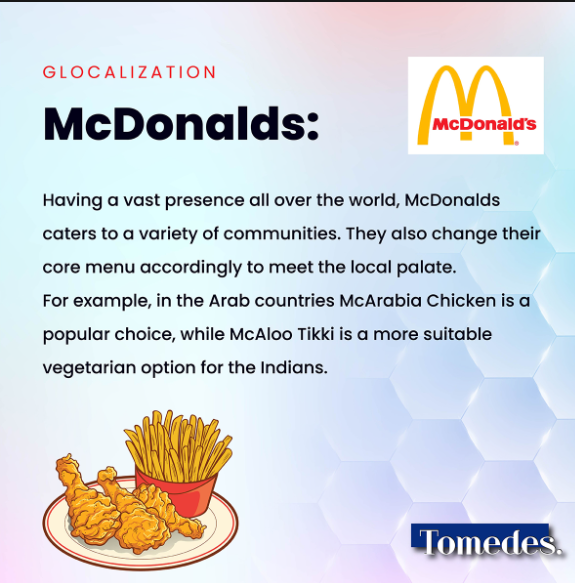 GLOCALIZATION
McDonalds:
McDonald's
Having a vast presence all over the world, McDonalds
caters to a variety of communities. They also change their
core menu accordingly to meet the local palate.
For example, in the Arab countries McArabia Chicken is a
popular choice, while McAloo Tikki is a more suitable
vegetarian option for the Indians.
Tomedes.